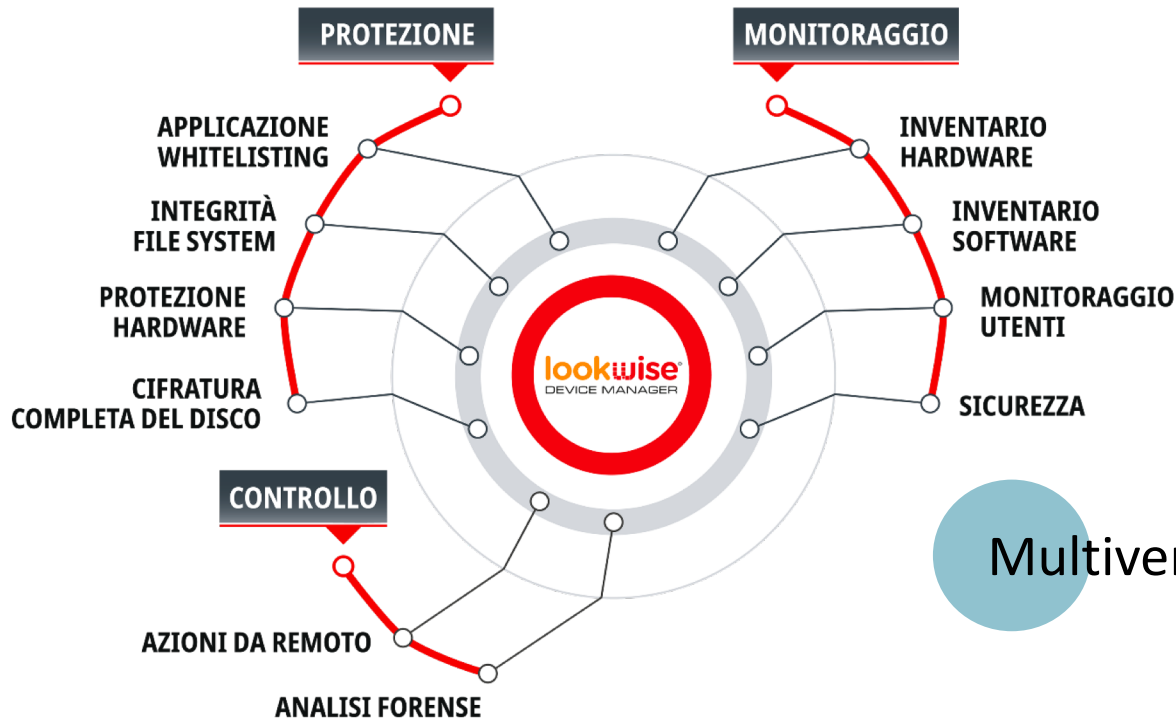 PROTEZIONE
APPLICAZIONE
WHITELISTING
INTEGRITÀ
FILE SYSTEM
PROTEZIONE
HARDWARE
CIFRATURA
COMPLETA DEL DISCO
MONITORAGGIO
INVENTARIO
HARDWARE
INVENTARIO
SOFTWARE
MONITORAGGIO
UTENTI
SICUREZZA
lookwise®
DEVICE MANAGER
CONTROLLO
AZIONI DA REMOTO
ANALISI FORENSE